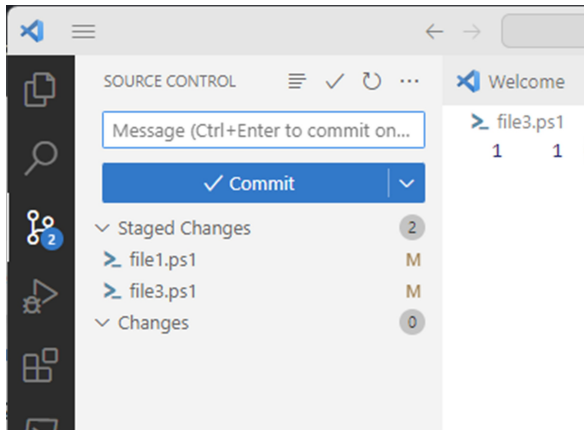 SOURCE CONTROL
Welcome
Message (Ctrl+Enter to commit on...
file3.ps1
1 1
Commit
Staged Changes 2
2
file1.ps1 M
file3.ps1 M
Changes 0